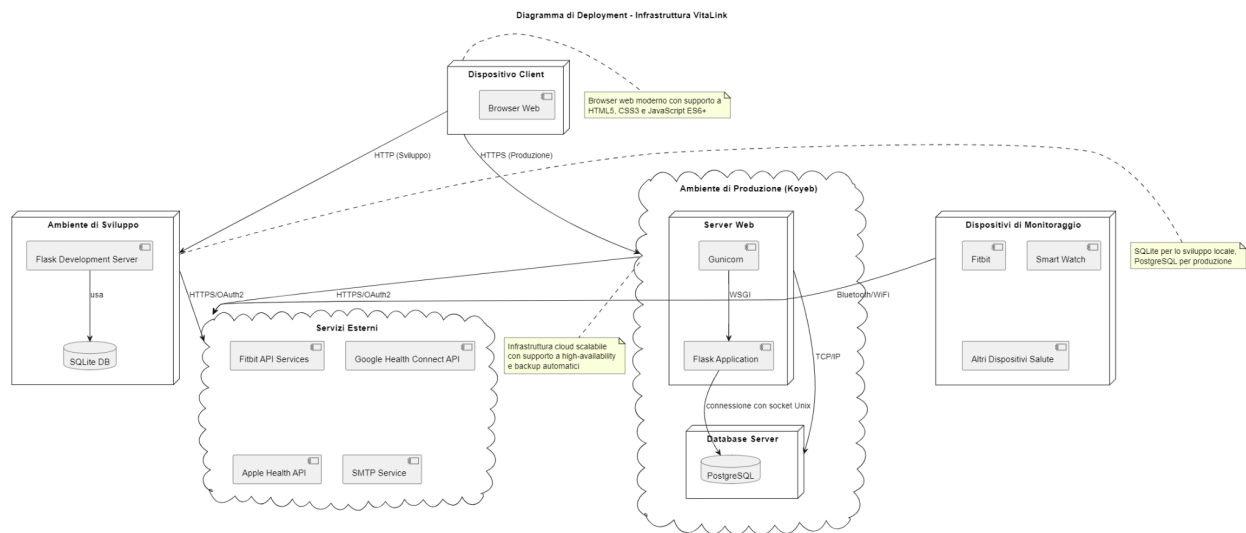 Diagramma di Deployment - Infrastruttura VitaLink
Dispositivo Client
Browser Web
Browser web moderno con supporto a
HTML5, CSS3 e JavaScript ES6+
HTTP (Sviluppo)
HTTPS (Produzione)
Ambiente di Sviluppo
Flask Development Server
usa
SQLite DB
Ambiente di Produzione (Koyeb)
Server Web
Gunicorn
WSGI
Flask Application
TCP/IP
connessione con socket Unix
Database Server
PostgreSQL
Dispositivi di Monitoraggio
Fitbit
Smart Watch
Altri Dispositivi Salute
SQLite per lo sviluppo locale,
PostgreSQL per produzione
HTTPS/OAuth2
HTTPS/OAuth2
Bluetooth/WiFi
Servizi Esterni
Fitbit API Services
Google Health Connect API
Apple Health API
SMTP Service
Infrastruttura cloud scalabile
con supporto a high-availability
e backup automatici